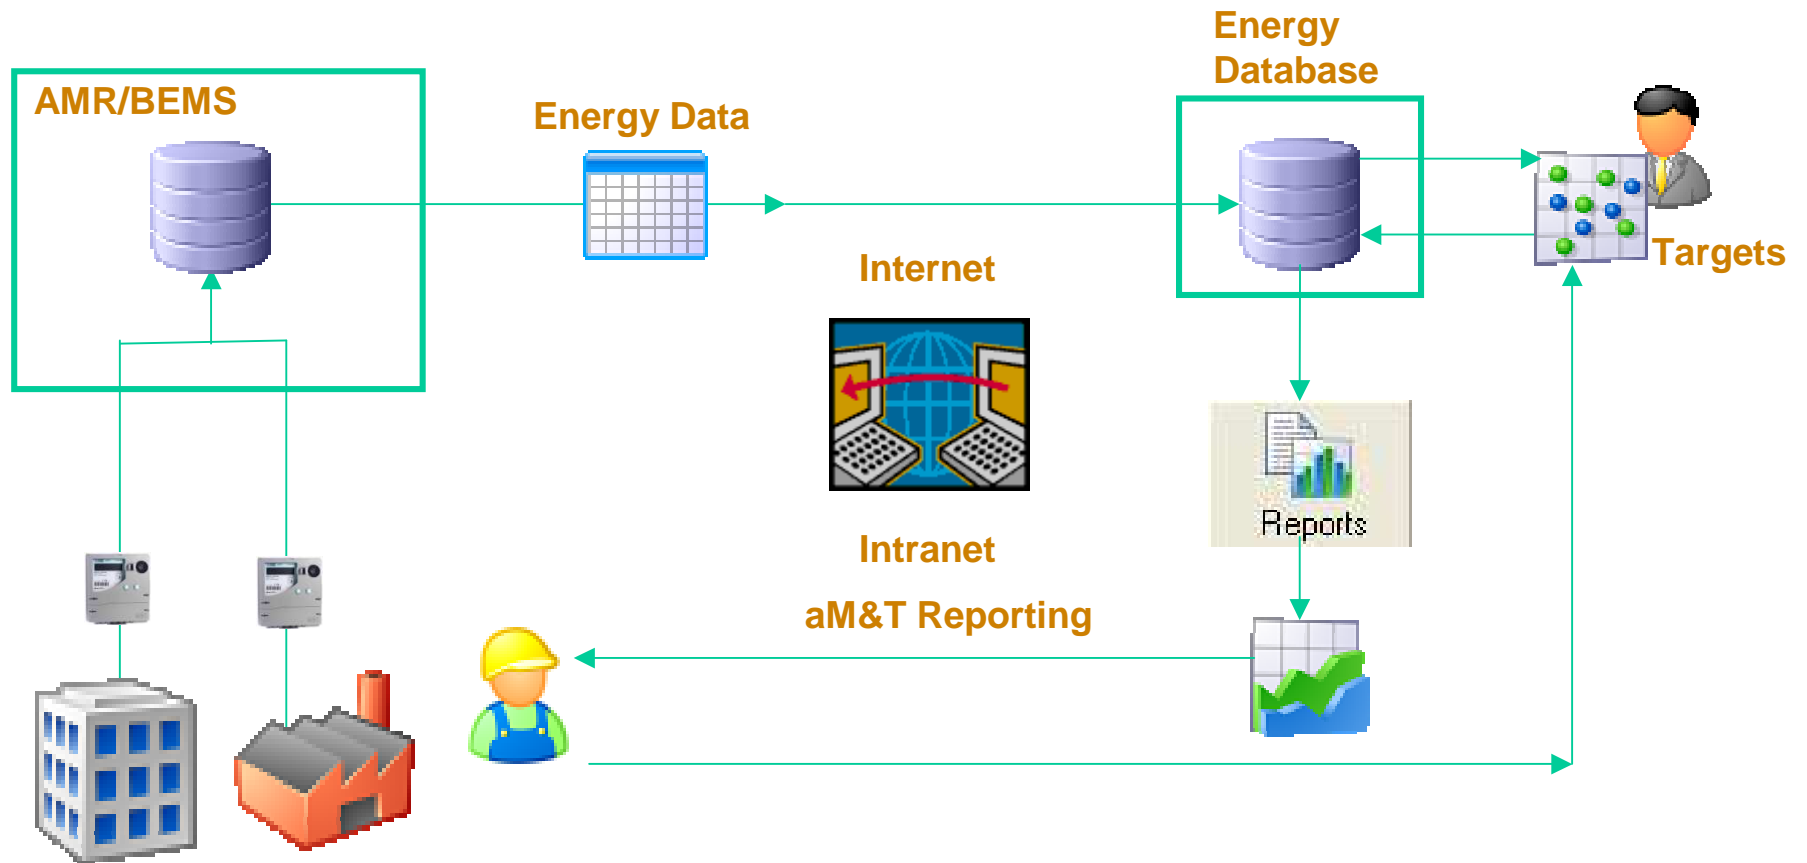 Energy
Database
AMR/BEMS
Energy Data
Targets
Internet
Reports
Intranet
aM&T Reporting